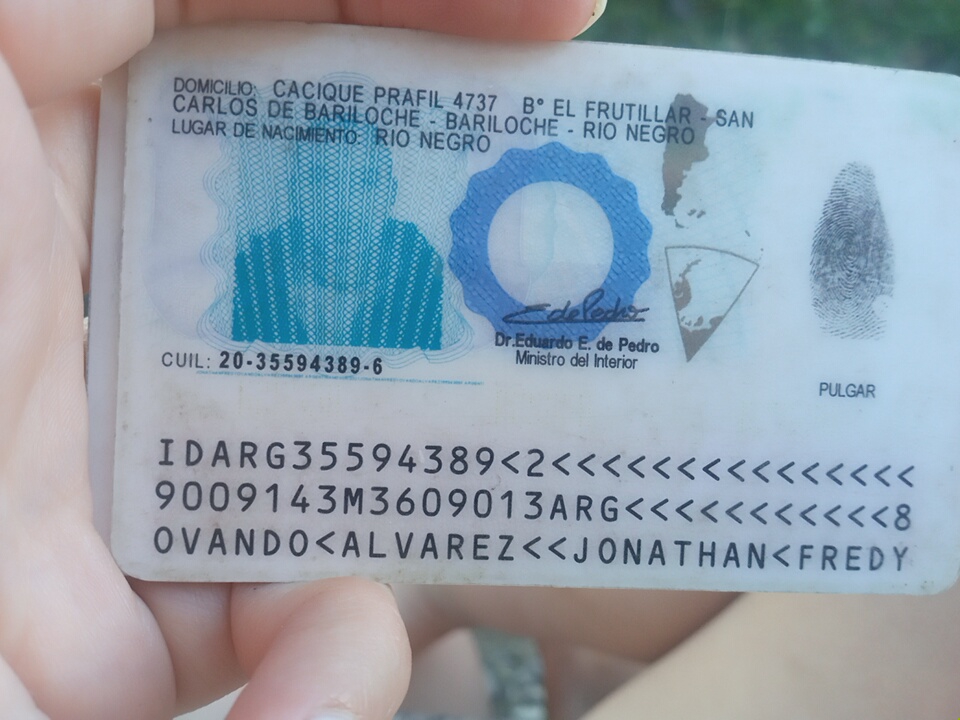 DOMICILIO: CACIQUE PRAFIL 4737 B° EL FRUTILLAR - SAN
CARLOS DE BARILOCHE - BARILOCHE - RIO NEGRO
LUGAR DE NACIMIENTO: RIO NEGRO
Dr. Eduardo E. de Pedro
Ministro del Interior
CUIL: 20-35594389-6
PULGAR
IDARG35594389<2<<<<<<<<<<<<<<<
9009143M3609013ARG<<<<<<<<<<<8
OVANDO<ALVAREZ<<JONATHAN<FREDY